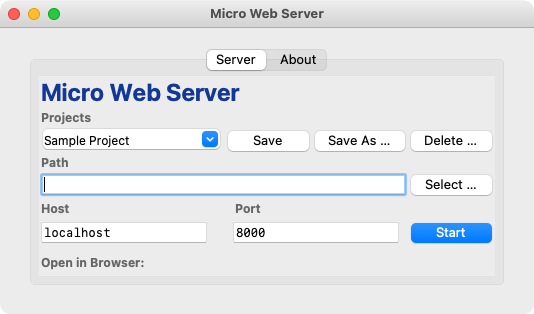 Micro Web Server
Server About
Micro Web Server
Projects
Sample Project Save Save As ... Delete ...
Path
Select ...
Host Port
localhost 8000 Start
Open in Browser: